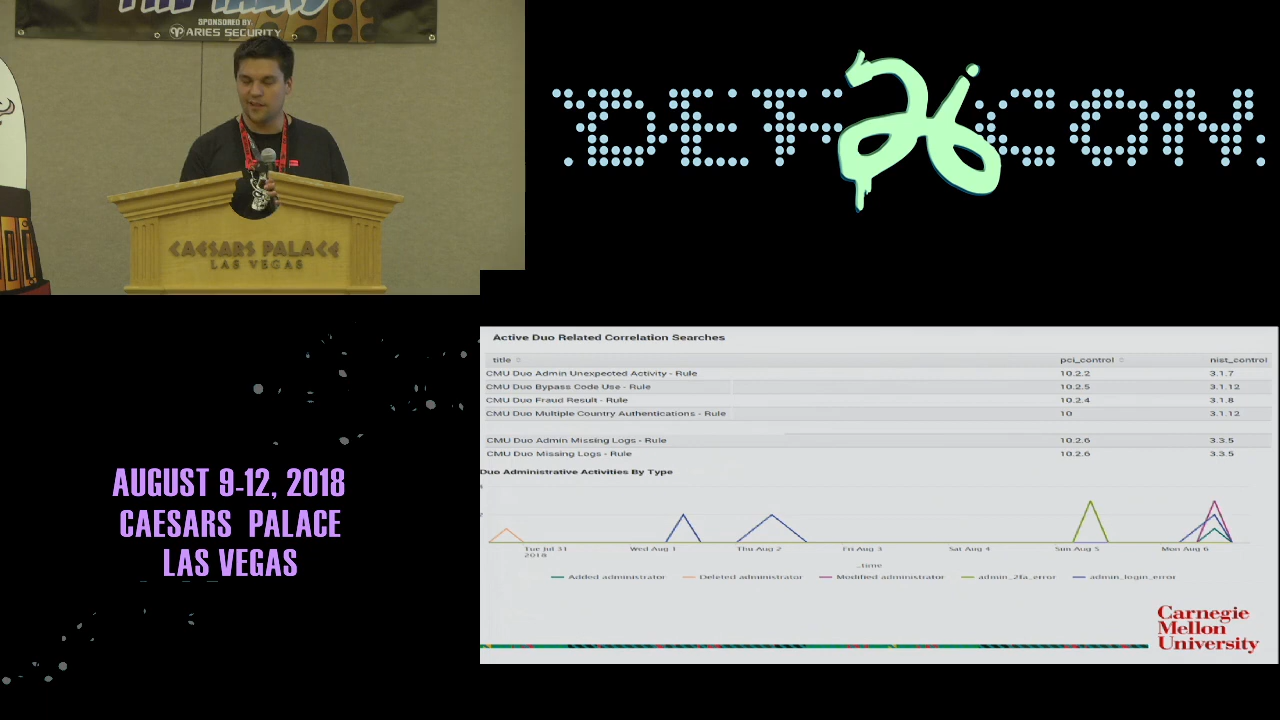 SPONSORED BY:
ARIES SECURITY
CAESARS PALACE
LAS VEGAS
DEF CON
26
AUGUST 9-12, 2018
CAESARS PALACE
LAS VEGAS
Active Duo Related Correlation Searches
title pci_control nist_control
CMU Duo Admin Unexpected Activity - Rule 10.2.2 3.1.7
CMU Duo Bypass Code Use - Rule 10.2.5 3.1.12
CMU Duo Fraud Result - Rule 10.2.4 3.1.8
CMU Duo Multiple Country Authentications - Rule 10 3.1.12
CMU Duo Admin Missing Logs - Rule 10.2.6 3.3.5
CMU Duo Missing Logs - Rule 10.2.6 3.3.5
Duo Administrative Activities By Type
Tue Jul 31 Wed Aug 1 Thu Aug 2 Fri Aug 3 Sat Aug 4 Sun Aug 5 Mon Aug 6
2018
_time
Added administrator Deleted administrator Modified administrator admin_2fa_error admin_login_error
Carnegie
Mellon
University